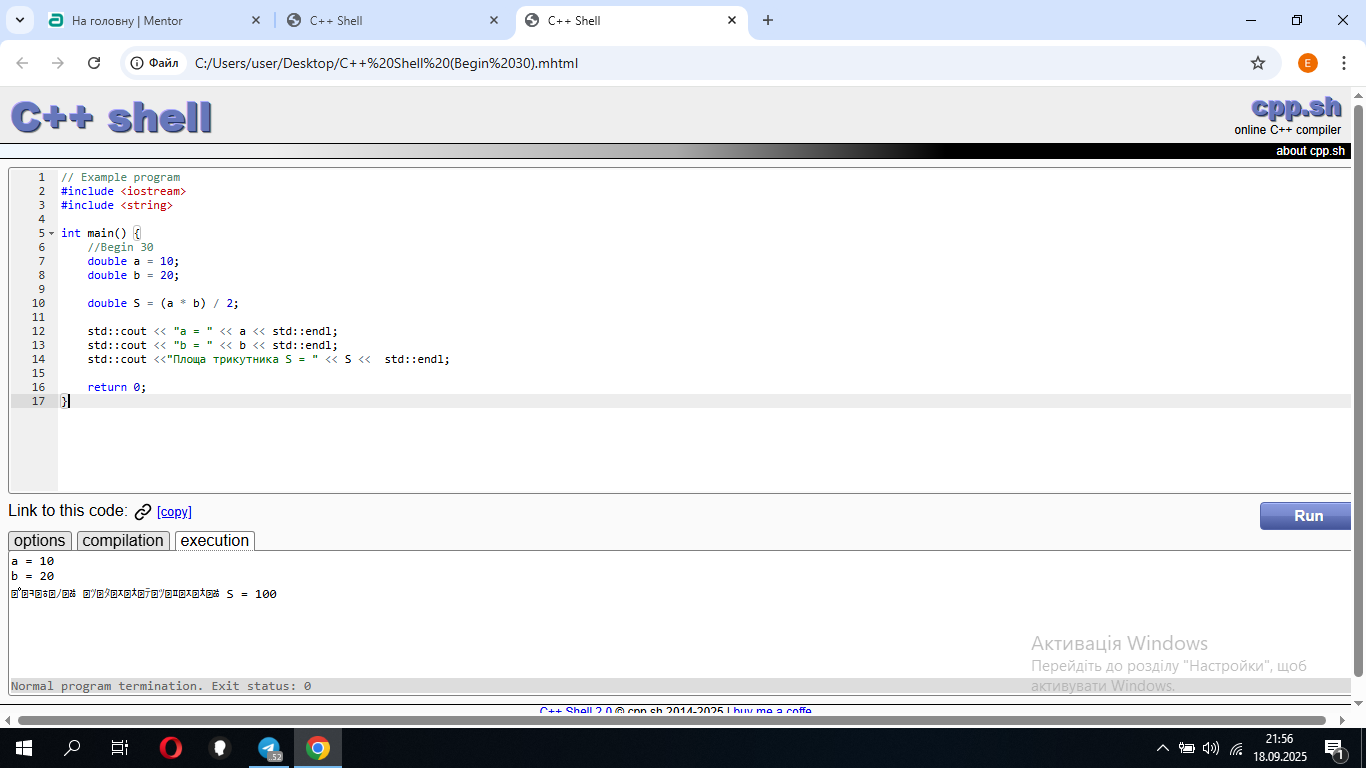 На головну | Mentor
C++ Shell
C++ Shell
Файл
C:/Users/user/Desktop/C++%20Shell%20(Begin%2030).mhtml
E
C++ shell
cpp.sh
online C++ compiler
about cpp.sh
1 // Example program
2 #include <iostream>
3 #include <string>
4
5 int main() {
6 //Begin 30
7 double a = 10;
8 double b = 20;
9
10 double S = (a * b) / 2;
11
12 std::cout << "a = " << a << std::endl;
13 std::cout << "b = " << b << std::endl;
14 std::cout <<"Площа трикутника S = " << S <<  std::endl;
15
16 return 0;
17 }
Link to this code: [copy]
Run
options compilation execution
a = 10
b = 20
S = 100
Активація Windows
Перейдіть до розділу "Настройки", щоб
активувати Windows.
Normal program termination. Exit status: 0
C++ Shell 2.0 © cpp.sh 2014-2025 | buy me a coffe
52
21:56
18.09.2025
1